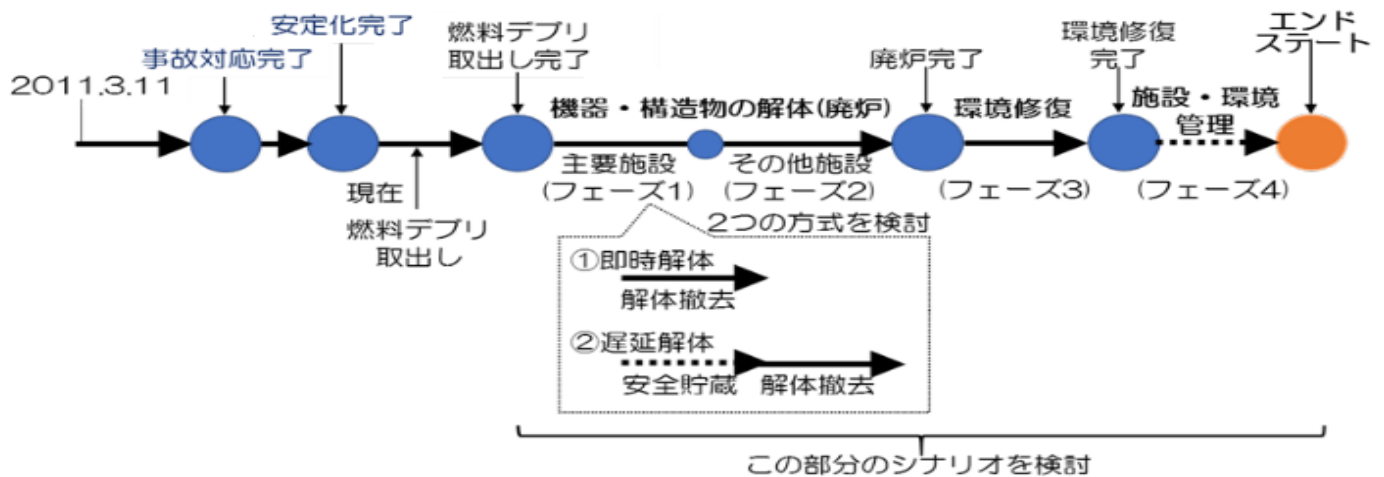 2011.3.11
事故対応完了
安定化完了
燃料デブリ
取出し完了
廃炉完了
環境修復
完了
エンド
ステート
機器・構造物の解体(廃炉)
環境修復
施設・環境
管理
現在
燃料デブリ
取出し
主要施設
(フェーズ1)
その他施設
(フェーズ2)
(フェーズ3)
(フェーズ4)
2つの方式を検討
①即時解体
解体撤去
②遅延解体
安全貯蔵
解体撤去
この部分のシナリオを検討